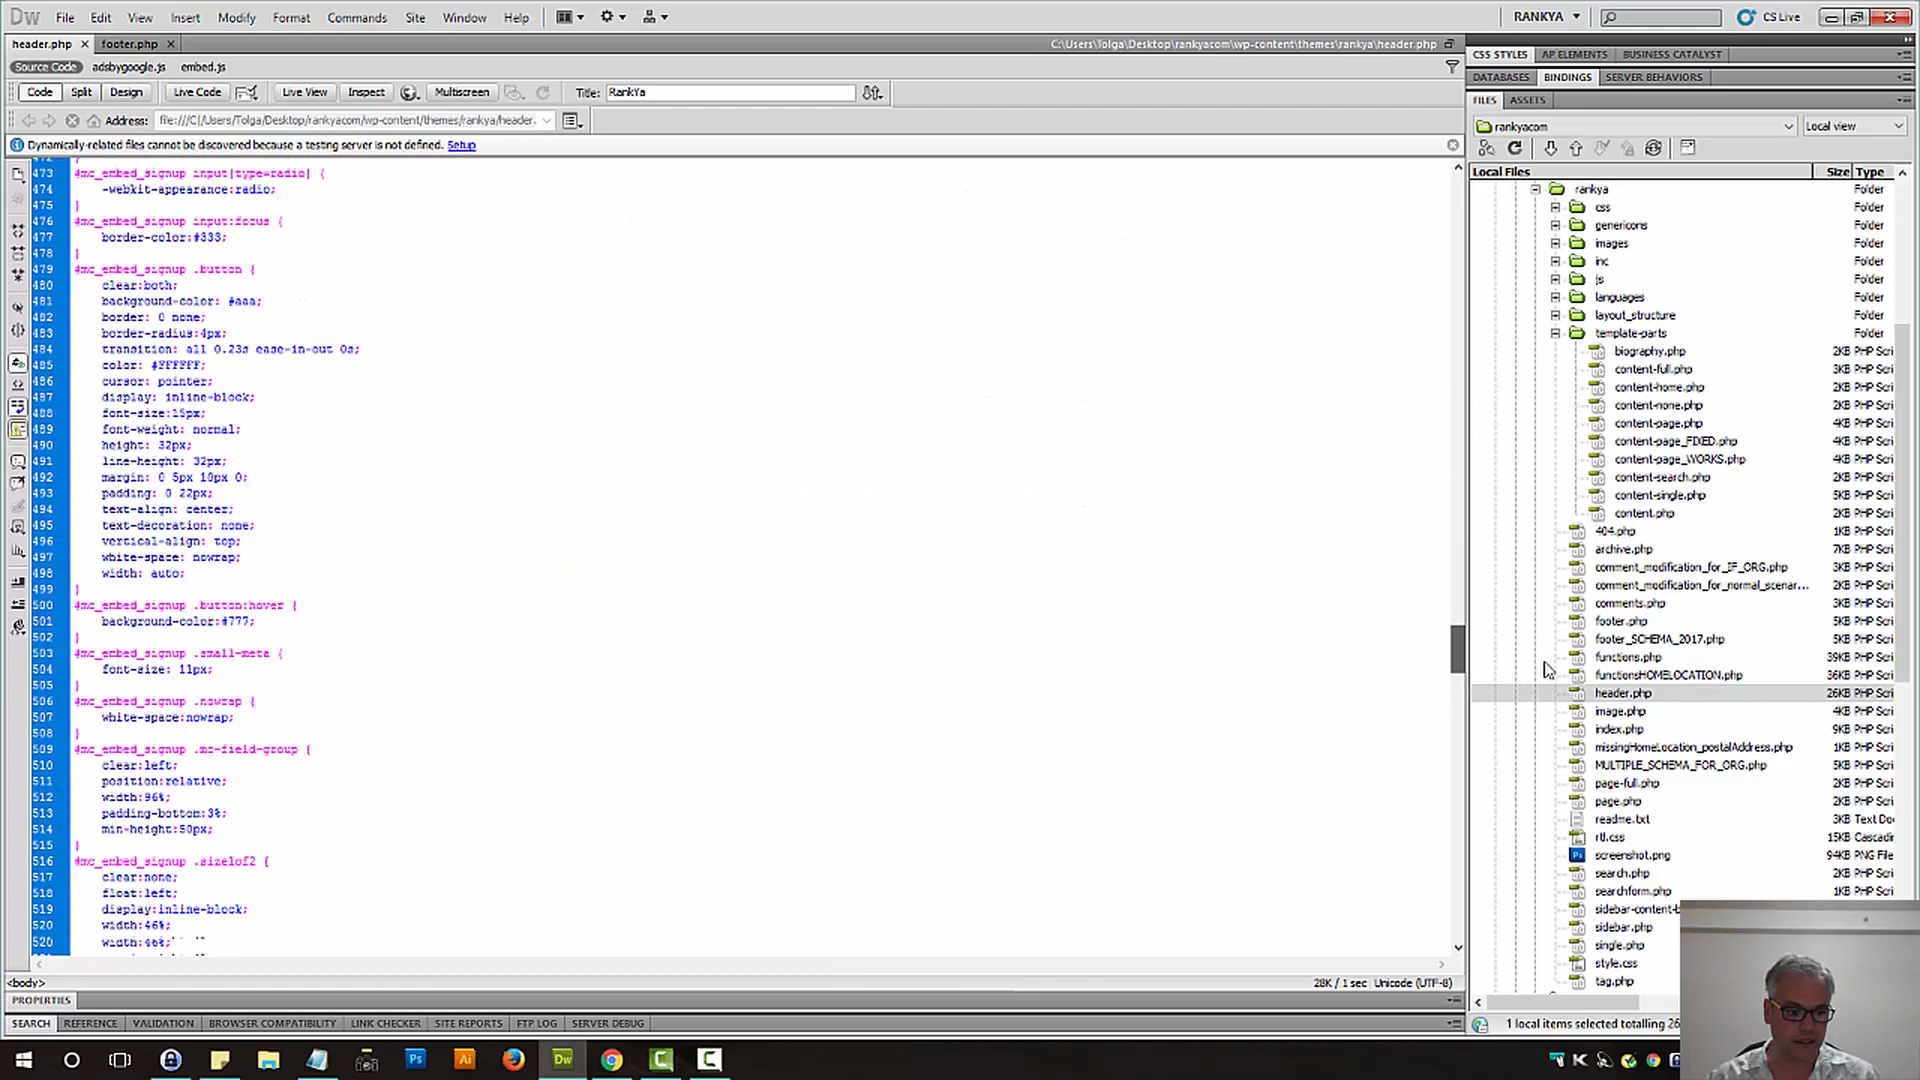 Dw File Edit View Insert Modify Format Commands Site Window Help RANKYA CS Live
header.php footer.php C:\Users\Tolga\Desktop\rankyacom\wp-content\themes\rankya\header.php
Source Code adsbygoogle.js embed.js
Code Split Design Live Code Live View Inspect Multiscreen Title: RankYa
Address: file:///C|/Users/Tolga/Desktop/rankyacom/wp-content/themes/rankya/header.
Dynamically-related files cannot be discovered because a testing server is not defined. Setup
472 }
473 #mc_embed_signup input[type=radio] {
474 -webkit-appearance:radio;
475 }
476 #mc_embed_signup input:focus {
477 border-color:#333;
478 }
479 #mc_embed_signup .button {
480 clear:both;
481 background-color: #aaa;
482 border: 0 none;
483 border-radius:4px;
484 transition: all 0.23s ease-in-out 0s;
485 color: #FFFFFF;
486 cursor: pointer;
487 display: inline-block;
488 font-size:15px;
489 font-weight: normal;
490 height: 32px;
491 line-height: 32px;
492 margin: 0 5px 10px 0;
493 padding: 0 22px;
494 text-align: center;
495 text-decoration: none;
496 vertical-align: top;
497 white-space: nowrap;
498 width: auto;
499 }
500 #mc_embed_signup .button:hover {
501 background-color:#777;
502 }
503 #mc_embed_signup .small-meta {
504 font-size: 11px;
505 }
506 #mc_embed_signup .nowrap {
507 white-space:nowrap;
508 }
509 #mc_embed_signup .mc-field-group {
510 clear:left;
511 position:relative;
512 width:96%;
513 padding-bottom:3%;
514 min-height:50px;
515 }
516 #mc_embed_signup .size1of2 {
517 clear:none;
518 float:left;
519 display:inline-block;
520 width:46%;
520 width:46%;
<body> 28K / 1 sec Unicode (UTF-8)
PROPERTIES
SEARCH REFERENCE VALIDATION BROWSER COMPATIBILITY LINK CHECKER SITE REPORTS FTP LOG SERVER DEBUG
CSS STYLES AP ELEMENTS BUSINESS CATALYST
DATABASES BINDINGS SERVER BEHAVIORS
FILES ASSETS
rankyacom Local view
Local Files Size Type
rankya Folder
css Folder
genericons Folder
images Folder
inc Folder
js Folder
languages Folder
layout_structure Folder
template-parts Folder
biography.php 2KB PHP Scri
content-full.php 3KB PHP Scri
content-home.php 2KB PHP Scri
content-none.php 2KB PHP Scri
content-page.php 4KB PHP Scri
content-page_FIXED.php 4KB PHP Scri
content-page_WORKS.php 4KB PHP Scri
content-search.php 2KB PHP Scri
content-single.php 5KB PHP Scri
content.php 2KB PHP Scri
404.php 1KB PHP Scri
archive.php 7KB PHP Scri
comment_modification_for_IF_ORG.php 3KB PHP Scri
comment_modification_for_normal_scenar... 2KB PHP Scri
comments.php 3KB PHP Scri
footer.php 5KB PHP Scri
footer_SCHEMA_2017.php 5KB PHP Scri
functions.php 39KB PHP Scri
functionsHOMELOCATION.php 36KB PHP Scri
header.php 26KB PHP Scri
image.php 4KB PHP Scri
index.php 9KB PHP Scri
missingHomeLocation_postalAddress.php 1KB PHP Scri
MULTIPLE_SCHEMA_FOR_ORG.php 5KB PHP Scri
page-full.php 2KB PHP Scri
page.php 2KB PHP Scri
readme.txt 3KB Text Do
rtl.css 15KB Cascadin
screenshot.png 94KB PNG File
search.php 2KB PHP Scri
searchform.php 1KB PHP Scri
sidebar-content-b
sidebar.php
single.php
style.css
tag.php
1 local items selected totalling 26
Ps Ai Dw